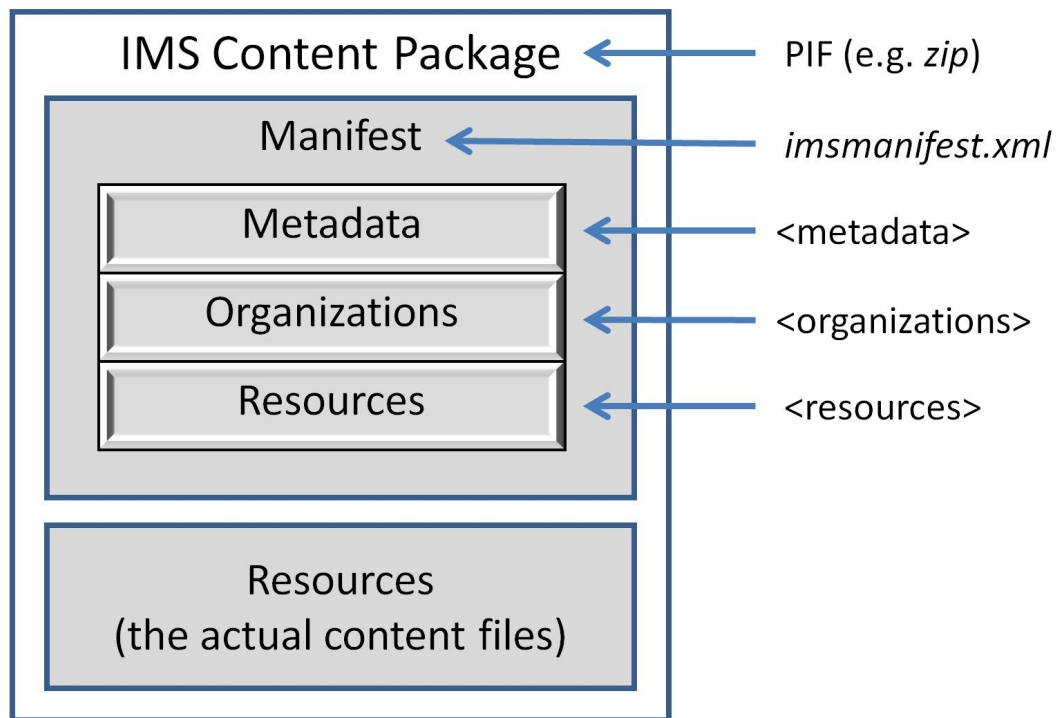 IMS Content Package
PIF (e.g. zip)
Manifest
imsmanifest.xml
Metadata
<metadata>
Organizations
<organizations>
Resources
<resources>
Resources
(the actual content files)